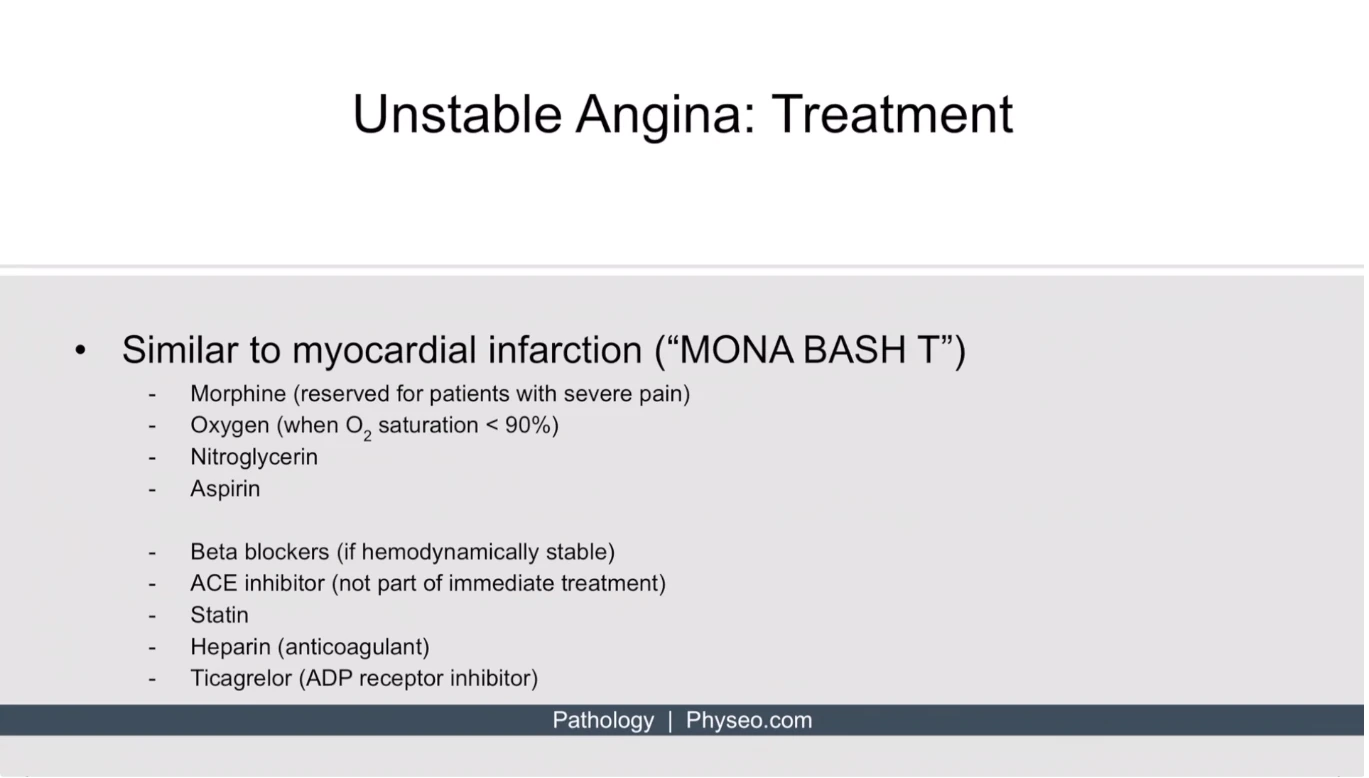 Unstable Angina: Treatment
• Similar to myocardial infarction (“MONA BASH T”)
- Morphine (reserved for patients with severe pain)
- Oxygen (when O2 saturation < 90%)
- Nitroglycerin
- Aspirin
- Beta blockers (if hemodynamically stable)
- ACE inhibitor (not part of immediate treatment)
- Statin
- Heparin (anticoagulant)
- Ticagrelor (ADP receptor inhibitor)
Pathology | Physeo.com